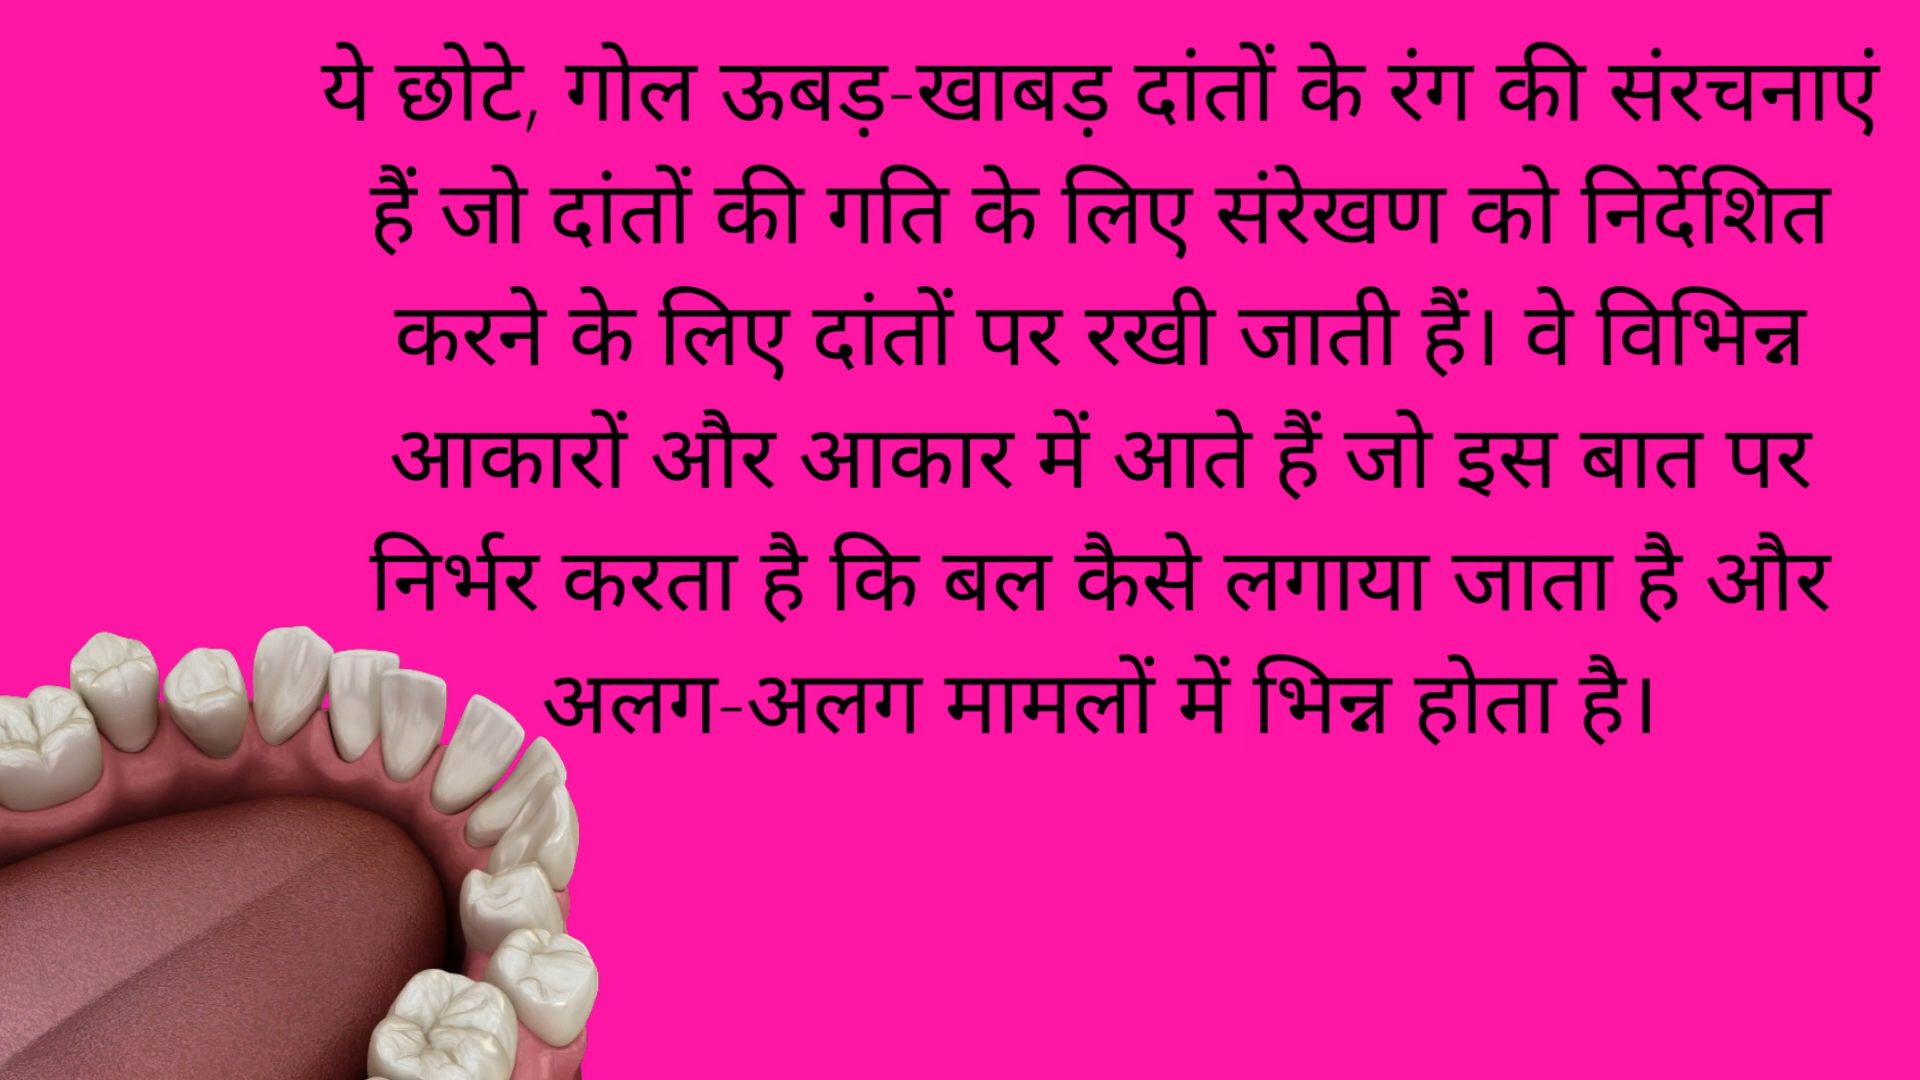 ये छोटे, गोल ऊबड़-खाबड़ दांतों के रंग की संरचनाएं
हैं जो दांतों की गति के लिए संरेखण को निर्देशित
करने के लिए दांतों पर रखी जाती हैं। वे विभिन्न
आकारों और आकार में आते हैं जो इस बात पर
निर्भर करता है कि बल कैसे लगाया जाता है और
अलग-अलग मामलों में भिन्न होता है।